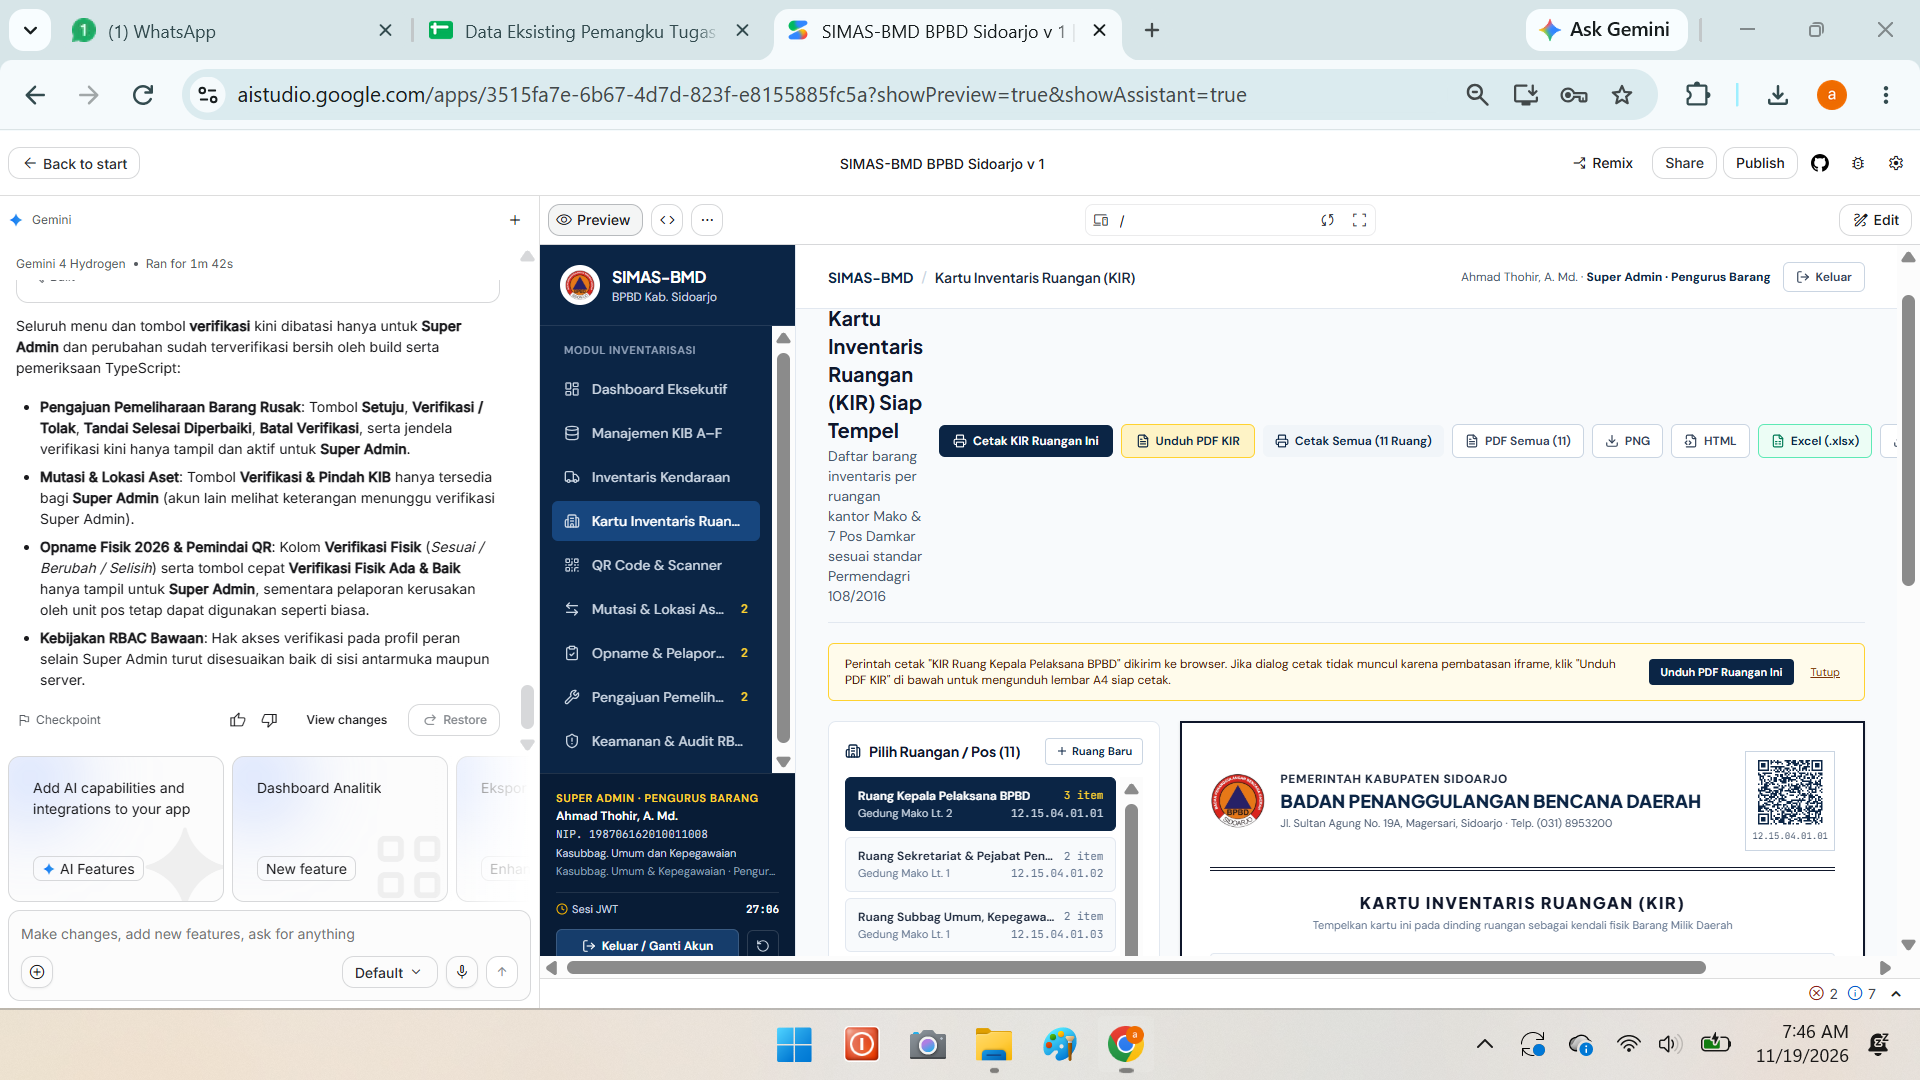 (1) WhatsApp
Data Eksisting Pemangku Tugas
SIMAS-BMD BPBD Sidoarjo v 1
Ask Gemini
aistudio.google.com/apps/3515fa7e-6b67-4d7d-823f-e8155885fc5a?showPreview=true&showAssistant=true
a
Back to start
SIMAS-BMD BPBD Sidoarjo v 1
Remix
Share
Publish
Gemini
Preview
/
Edit
Gemini 4 Hydrogen • Ran for 1m 42s
Seluruh menu dan tombol verifikasi kini dibatasi hanya untuk Super
Admin dan perubahan sudah terverifikasi bersih oleh build serta
pemeriksaan TypeScript:
• Pengajuan Pemeliharaan Barang Rusak: Tombol Setuju, Verifikasi /
Tolak, Tandai Selesai Diperbaiki, Batal Verifikasi, serta jendela
verifikasi kini hanya tampil dan aktif untuk Super Admin.
• Mutasi & Lokasi Aset: Tombol Verifikasi & Pindah KIB hanya tersedia
bagi Super Admin (akun lain melihat keterangan menunggu verifikasi
Super Admin).
• Opname Fisik 2026 & Pemindai QR: Kolom Verifikasi Fisik (Sesuai /
Berubah / Selisih) serta tombol cepat Verifikasi Fisik Ada & Baik
hanya tampil untuk Super Admin, sementara pelaporan kerusakan
oleh unit pos tetap dapat digunakan seperti biasa.
• Kebijakan RBAC Bawaan: Hak akses verifikasi pada profil peran
selain Super Admin turut disesuaikan baik di sisi antarmuka maupun
server.
Checkpoint
View changes
Restore
Add AI capabilities and
integrations to your app
AI Features
Dashboard Analitik
New feature
Ekspo
Enha
Make changes, add new features, ask for anything
Default
SIMAS-BMD
BPBD Kab. Sidoarjo
MODUL INVENTARISASI
Dashboard Eksekutif
Manajemen KIB A–F
Inventaris Kendaraan
Kartu Inventaris Ruan...
QR Code & Scanner
Mutasi & Lokasi As... 2
Opname & Pelapor... 2
Pengajuan Pemelih... 2
Keamanan & Audit RB...
SUPER ADMIN · PENGURUS BARANG
Ahmad Thohir, A. Md.
NIP. 198706162010011008
Kasubbag. Umum dan Kepegawaian
Kasubbag. Umum & Kepegawaian · Pengur...
Sesi JWT 27:06
Keluar / Ganti Akun
SIMAS-BMD / Kartu Inventaris Ruangan (KIR)
Ahmad Thohir, A. Md. · Super Admin · Pengurus Barang
Keluar
Kartu
Inventaris
Ruangan
(KIR) Siap
Tempel
Daftar barang
inventaris per
ruangan
kantor Mako &
7 Pos Damkar
sesuai standar
Permendagri
108/2016
Cetak KIR Ruangan Ini
Unduh PDF KIR
Cetak Semua (11 Ruang)
PDF Semua (11)
PNG
HTML
Excel (.xlsx)
Perintah cetak "KIR Ruang Kepala Pelaksana BPBD" dikirim ke browser. Jika dialog cetak tidak muncul karena pembatasan iframe, klik "Unduh
PDF KIR" di bawah untuk mengunduh lembar A4 siap cetak.
Unduh PDF Ruangan Ini
Tutup
Pilih Ruangan / Pos (11)
+ Ruang Baru
Ruang Kepala Pelaksana BPBD 3 item
Gedung Mako Lt. 2 12.15.04.01.01
Ruang Sekretariat & Pejabat Pen... 2 item
Gedung Mako Lt. 1 12.15.04.01.02
Ruang Subbag Umum, Kepegawa... 2 item
Gedung Mako Lt. 1 12.15.04.01.03
PEMERINTAH KABUPATEN SIDOARJO
BADAN PENANGGULANGAN BENCANA DAERAH
Jl. Sultan Agung No. 19A, Magersari, Sidoarjo · Telp. (031) 8953200
12.15.04.01.01
KARTU INVENTARIS RUANGAN (KIR)
Tempelkan kartu ini pada dinding ruangan sebagai kendali fisik Barang Milik Daerah
2
7
7:46 AM
11/19/2026